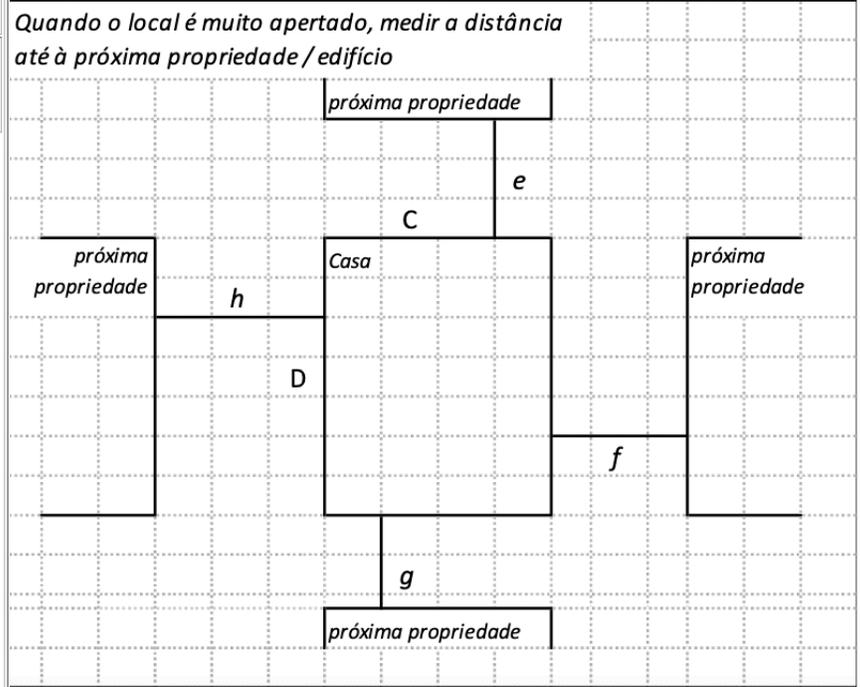 Quando o local é muito apertado, medir a distância
até à próxima propriedade / edifício
próxima propriedade
e
C
próxima
propriedade
Casa
próxima
propriedade
h
D
f
g
próxima propriedade